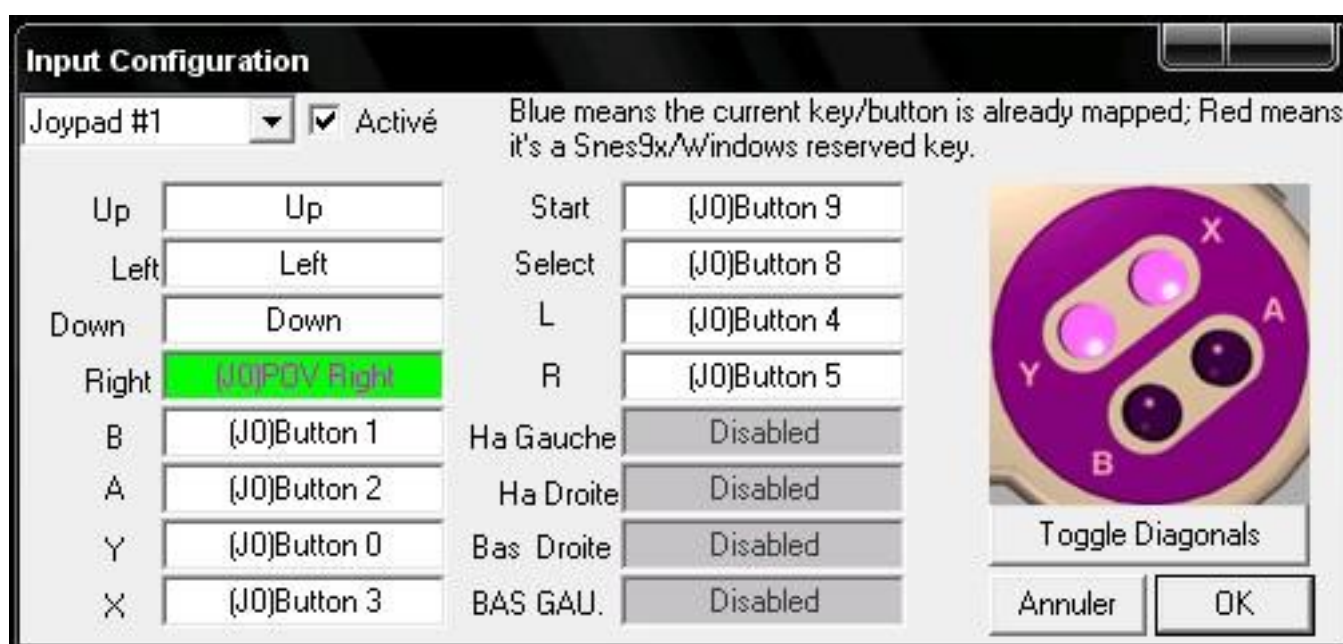 Input Configuration
Joypad #1
Activé
Blue means the current key/button is already mapped; Red means
it's a Snes9x/Windows reserved key.
Up Up
Left Left
Down Down
Right (J0)POV Right
B (J0)Button 1
A (J0)Button 2
Y (J0)Button 0
X (J0)Button 3
Start (J0)Button 9
Select (J0)Button 8
L (J0)Button 4
R (J0)Button 5
Ha Gauche Disabled
Ha Droite Disabled
Bas Droite Disabled
BAS GAU. Disabled
X
A
Y
B
Toggle Diagonals
Annuler
OK